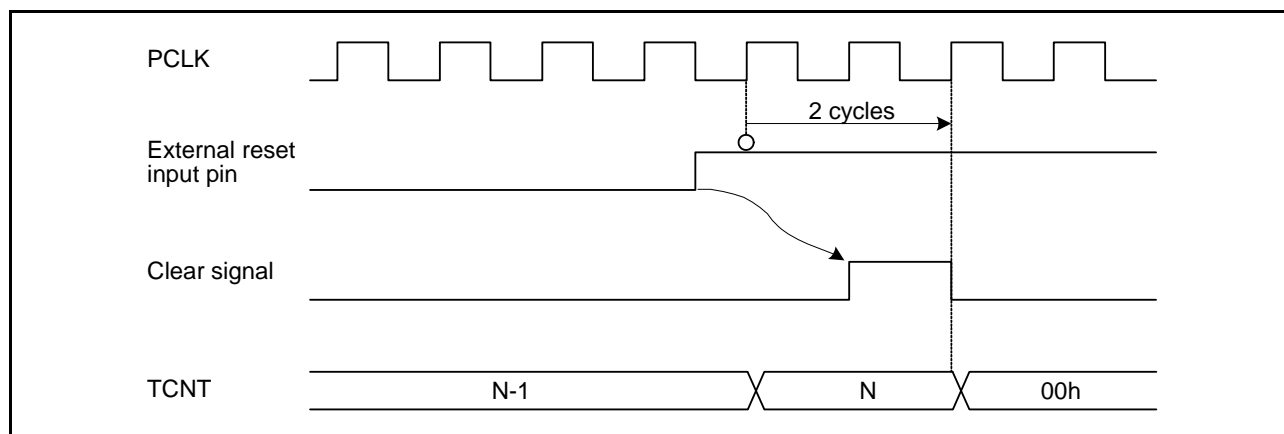 PCLK
2 cycles
External reset
input pin
Clear signal
TCNT
N-1
N
00h